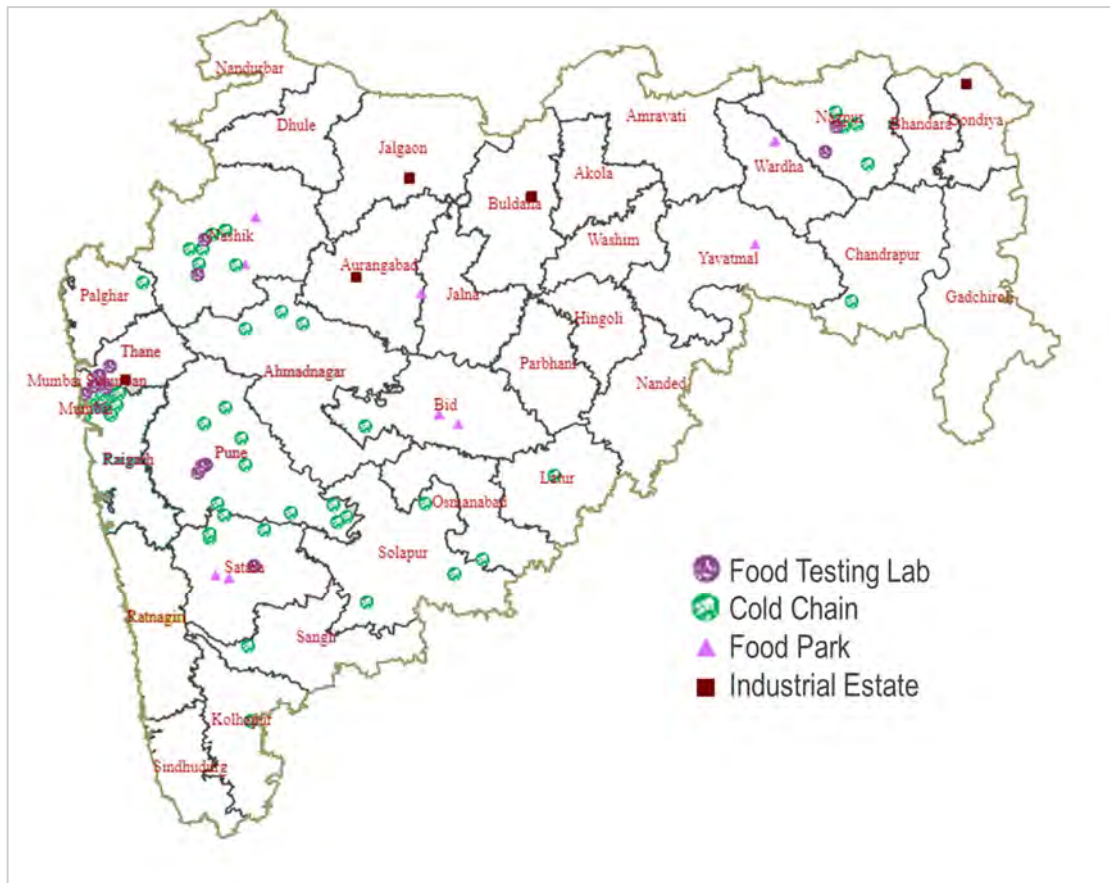 Nandurbar
Dhule
Jalgaon
Buldana
Akola
Amravati
Nagpur
Bhandara
Gondiya
Wardha
Washim
Yavatmal
Chandrapur
Gadchiroli
Nashik
Aurangabad
Jalna
Hingoli
Parbhani
Nanded
Palghar
Thane
Mumbai Suburban
Mumbai
Ahmadnagar
Bid
Raigarh
Pune
Latur
Osmanabad
Solapur
Satara
Ratnagiri
Sangli
Kolhapur
Sindhudurg
Food Testing Lab
Cold Chain
Food Park
Industrial Estate